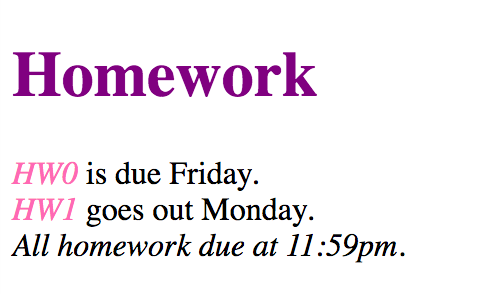 Homework
HW0 is due Friday.
HW1 goes out Monday.
All homework due at 11:59pm.